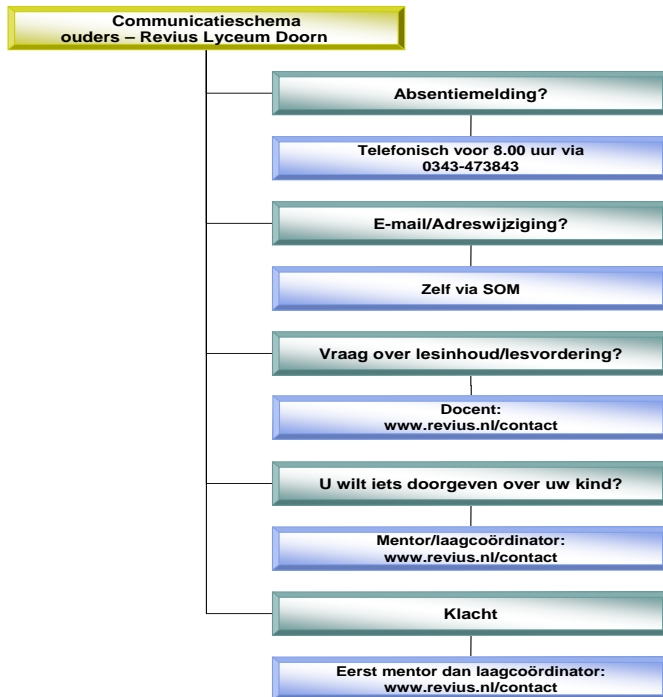 Communicatieschema
ouders – Revius Lyceum Doorn
Absentiemelding?
Telefonisch voor 8.00 uur via
0343-473843
E-mail/Adreswijziging?
Zelf via SOM
Vraag over lesinhoud/lesvordering?
Docent:
www.revius.nl/contact
U wilt iets doorgeven over uw kind?
Mentor/laagcoördinator:
www.revius.nl/contact
Klacht
Eerst mentor dan laagcoördinator:
www.revius.nl/contact